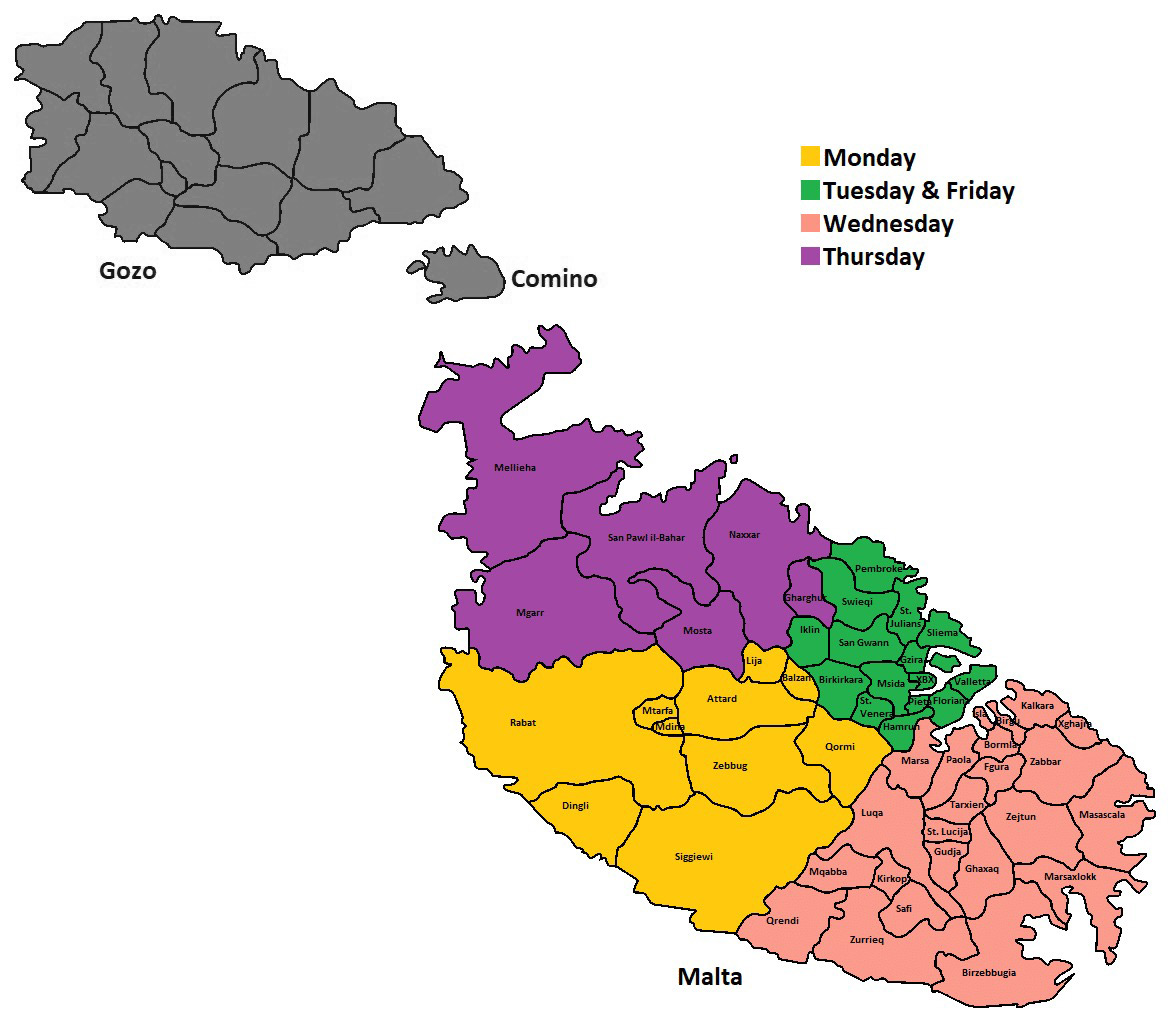 Monday
Tuesday & Friday
Wednesday
Thursday
Gozo
Comino
Mellieha
San Pawl il-Bahar
Naxxar
Pembroke
Gharghur
Swieqi
Mgarr
St.
Julians
Mosta
Iklin
San Gwann
Sliema
Lija
Gzira
Balzan
Birkirkara
Msida
XBX
Valletta
Attard
Mtarfa
St.
Venera
Pieta
Floriana
Rabat
Mdina
Hamrun
Isla
Birgu
Kalkara
Xghajra
Qormi
Bormla
Zebbug
Marsa
Paola
Fgura
Zabbar
Dingli
Luqa
Tarxien
Zejtun
Masascala
St. Lucija
Siggiewi
Gudja
Mqabba
Kirkop
Ghaxaq
Marsaxlokk
Safi
Qrendi
Zurrieq
Birzebbugia
Malta